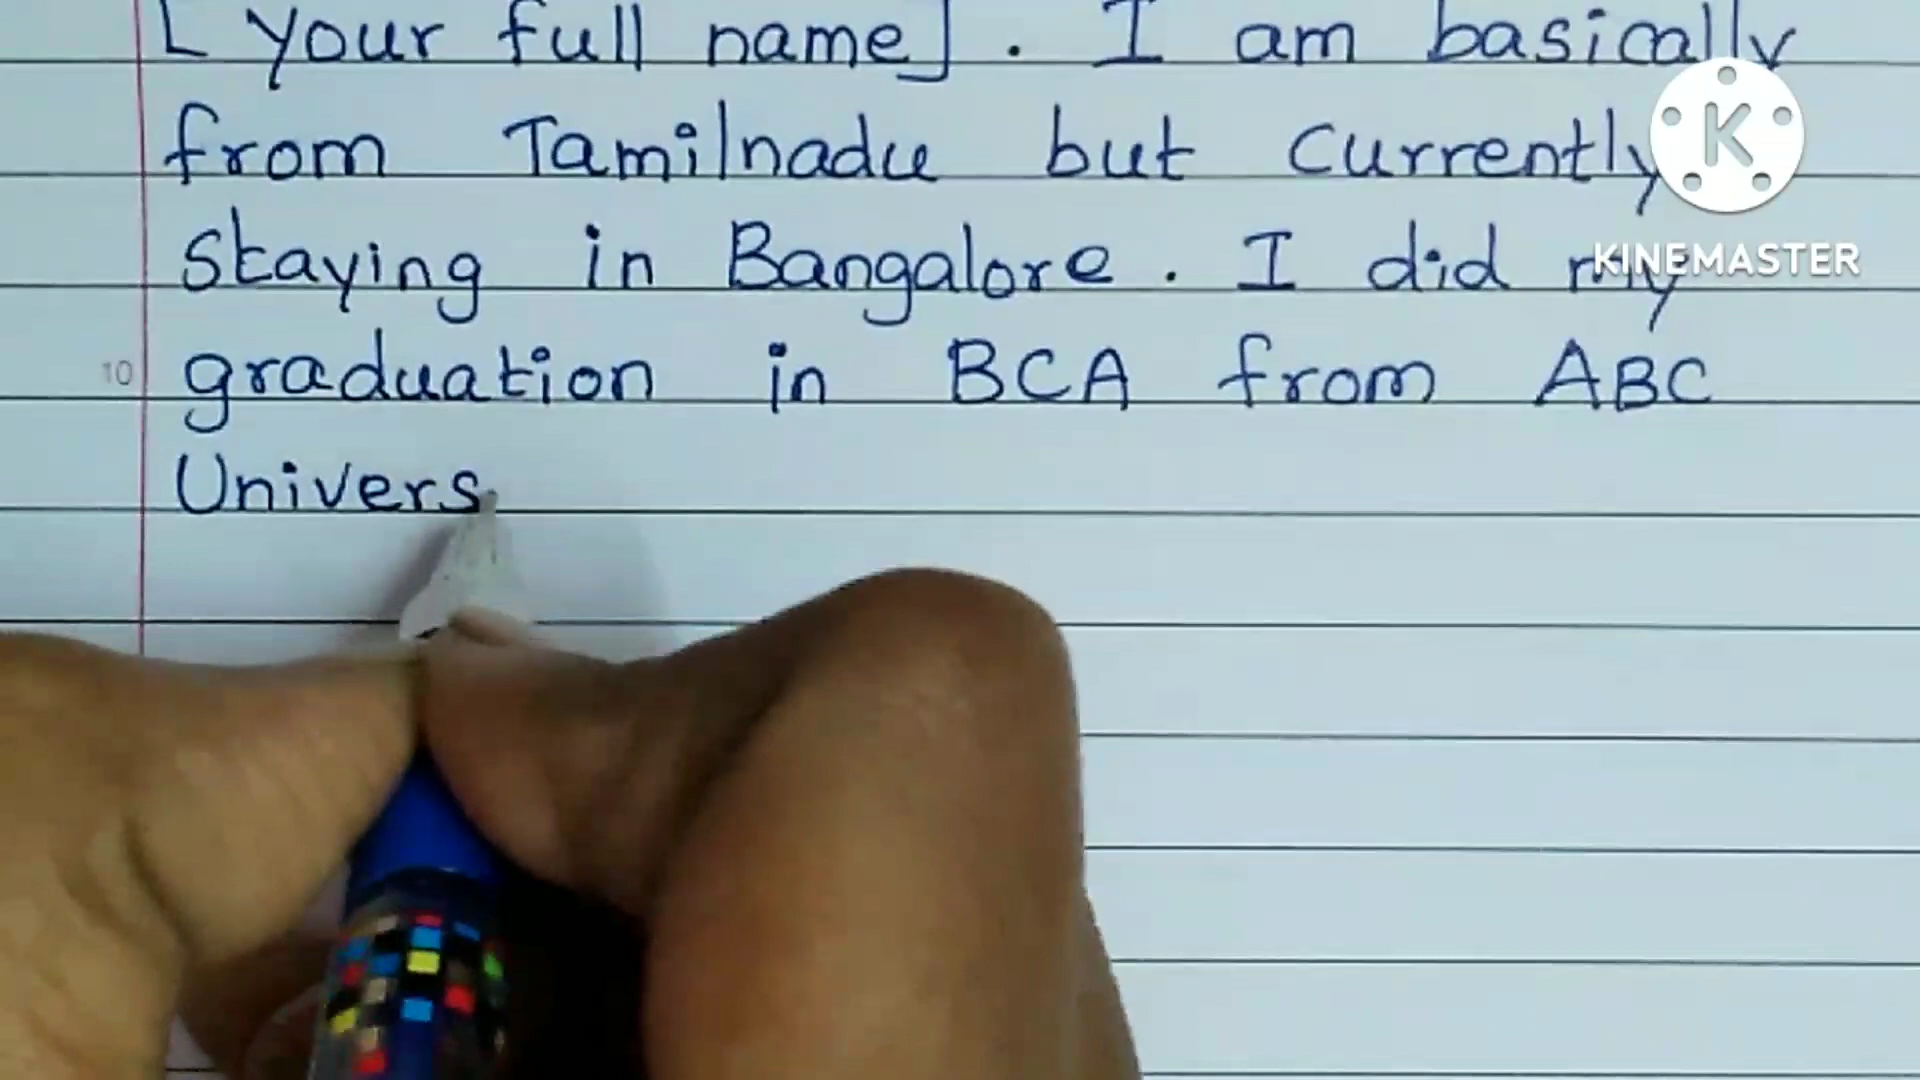 [your full name]. I am basically
from Tamilnadu but currently
staying in Bangalore. I did my
10 graduation in BCA from ABC
Univers
K
KINEMASTER